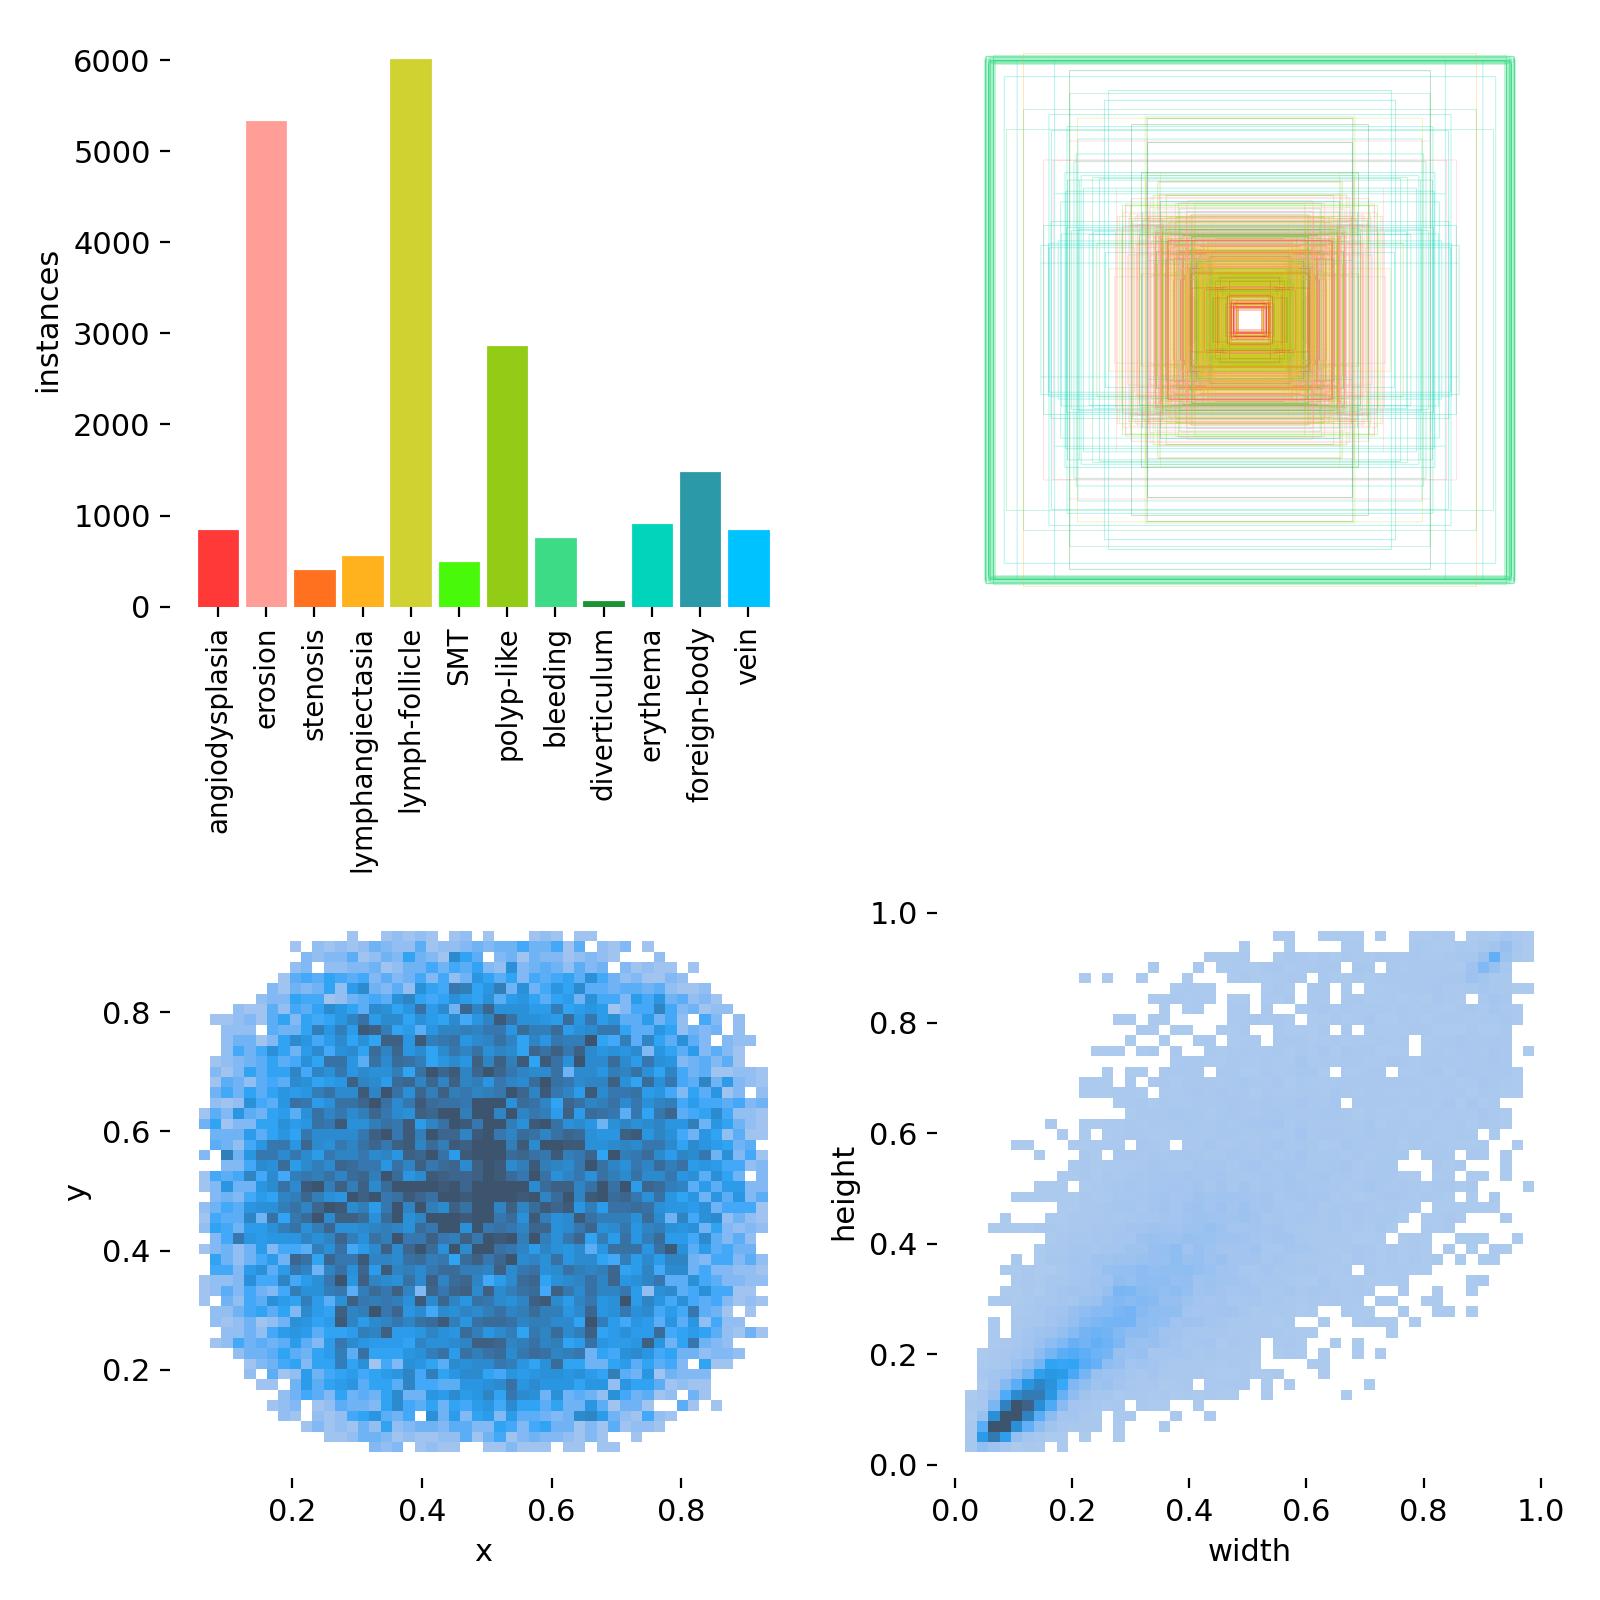 6000
5000
4000
3000
2000
1000
0
instances
angiodysplasia
erosion
stenosis
lymphangiectasia
lymph-follicle
SMT
polyp-like
bleeding
diverticulum
erythema
foreign-body
vein
0.8
0.6
0.4
0.2
y
0.2 0.4 0.6 0.8
x
1.0
0.8
0.6
0.4
0.2
0.0
height
0.0 0.2 0.4 0.6 0.8 1.0
width